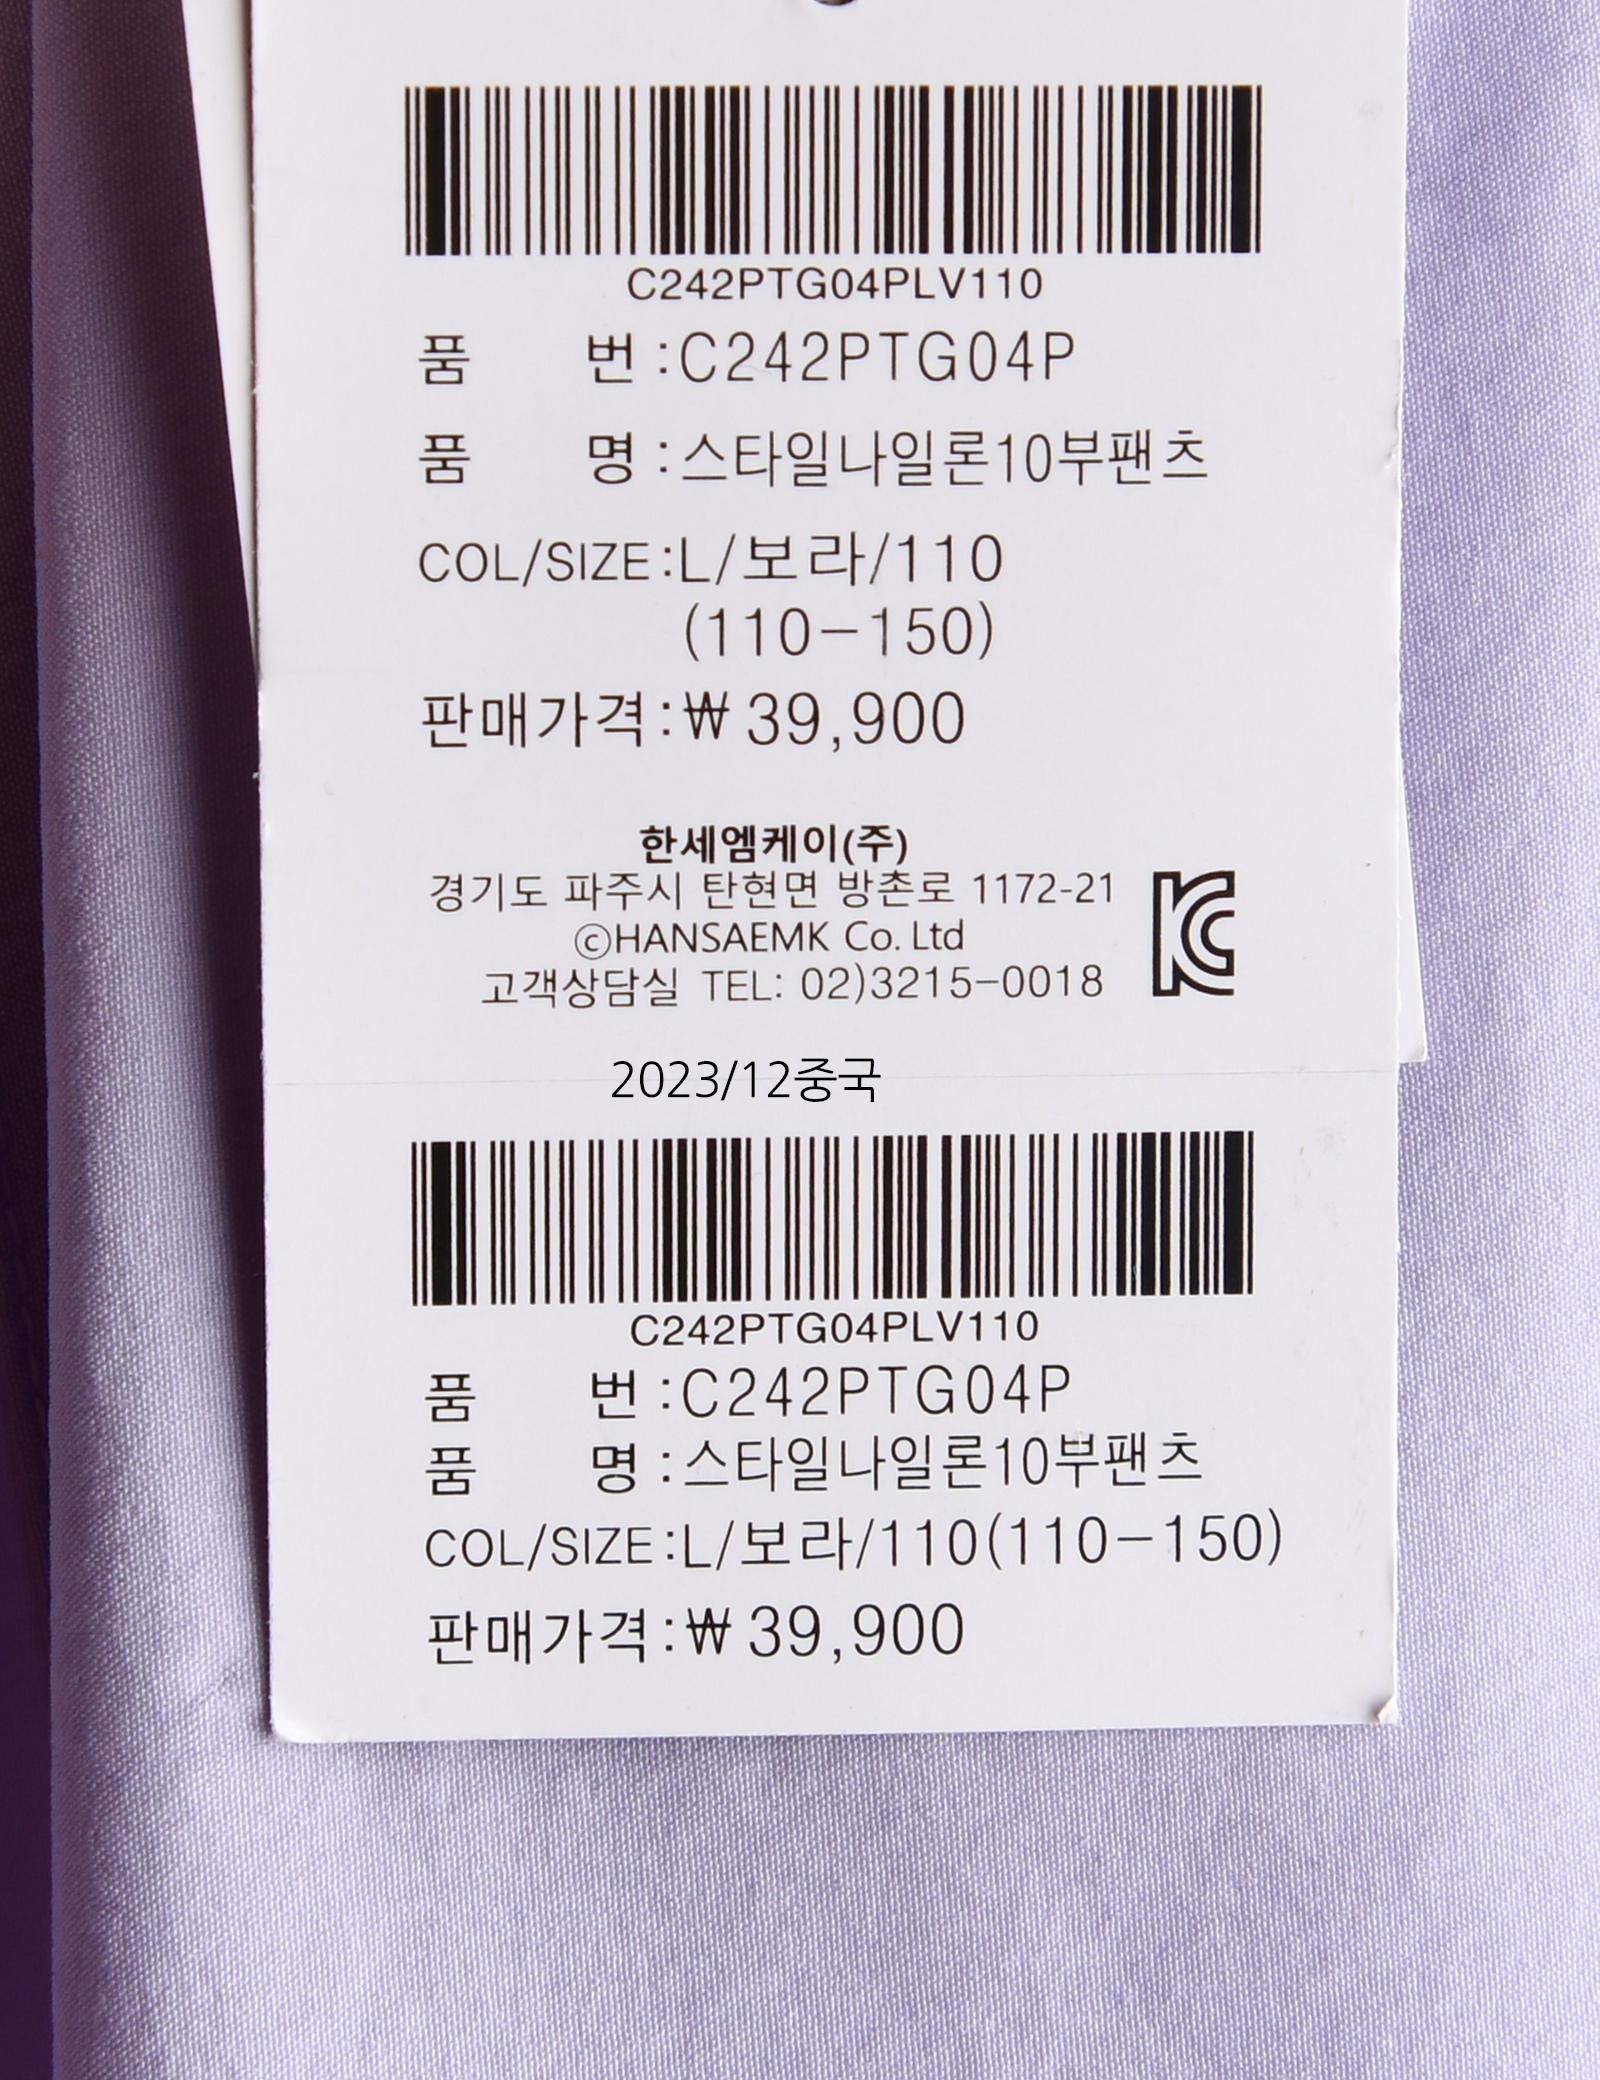 C242PTG04PLV110
품 번 : C242PTG04P
품 명 : 스타일나일론10부팬츠
COL/SIZE : L/보라/110
(110-150)
판매가격 : ₩ 39,900
한세엠케이(주)
경기도 파주시 탄현면 방촌로 1172-21
ⓒHANSAEMK Co. Ltd
고객상담실 TEL: 02)3215-0018
KC
2023/12중국
C242PTG04PLV110
품 번 : C242PTG04P
품 명 : 스타일나일론10부팬츠
COL/SIZE : L/보라/110(110-150)
판매가격 : ₩ 39,900